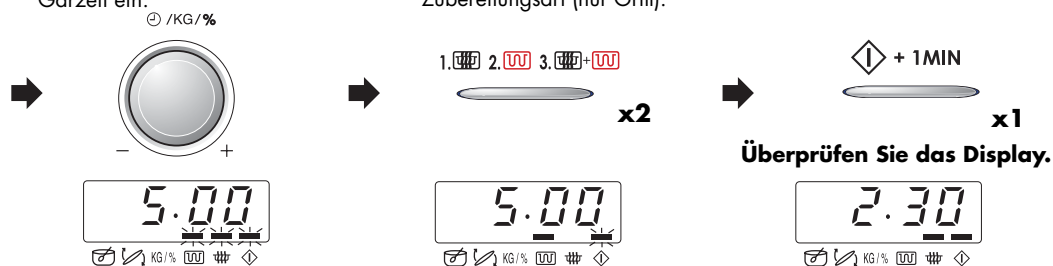 Garzeit ein.
Zubereitungsart (nur Grill).
/KG/%
1. 2. 3. +
+ 1MIN
x2
x1
- +
Überprüfen Sie das Display.
5.00
5.00
2.30
KG/%
KG/%
KG/%